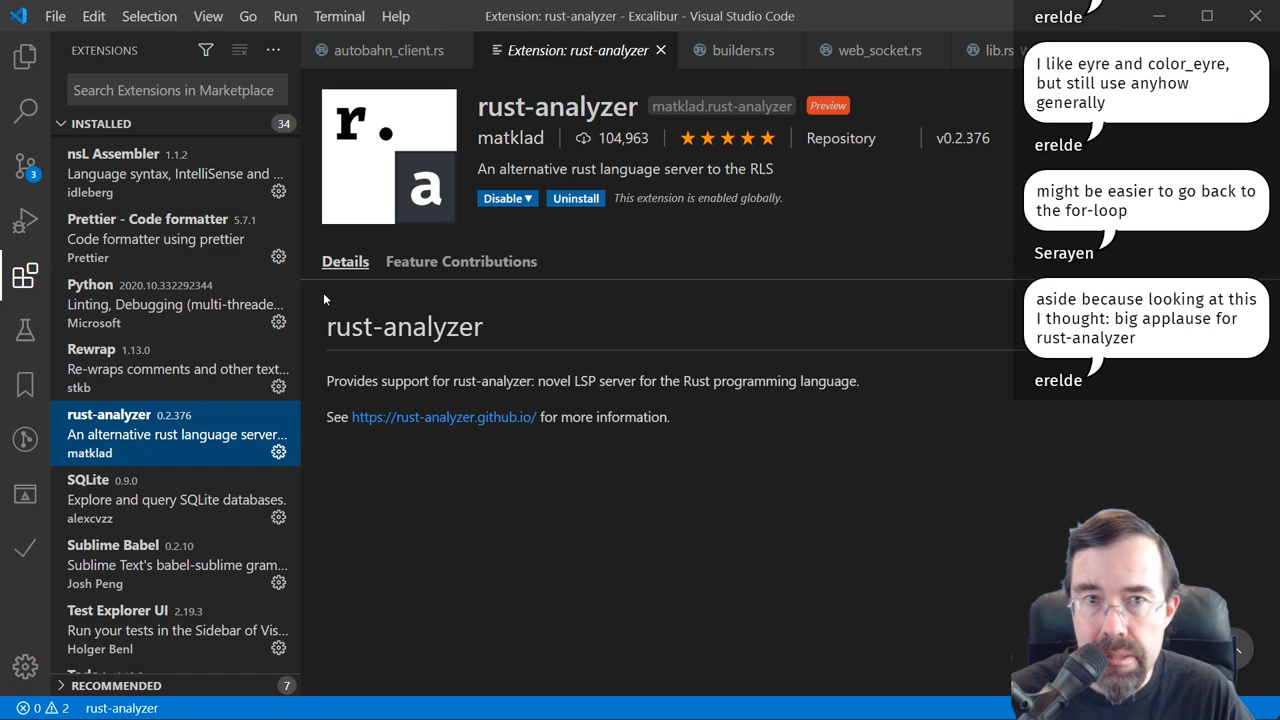 File Edit Selection View Go Run Terminal Help
Extension: rust-analyzer - Excalibur - Visual Studio Code
EXTENSIONS
Search Extensions in Marketplace
INSTALLED 34
nsL Assembler 1.1.2
Language syntax, IntelliSense and ...
idleberg
Prettier - Code formatter 5.7.1
Code formatter using prettier
Prettier
Python 2020.10.332292344
Linting, Debugging (multi-threade...
Microsoft
Rewrap 1.13.0
Re-wraps comments and other text...
stkb
rust-analyzer 0.2.376
An alternative rust language server...
matklad
SQLite 0.9.0
Explore and query SQLite databases.
alexcvzz
Sublime Babel 0.2.10
Sublime Text's babel-sublime gram...
Josh Peng
Test Explorer UI 2.19.3
Run your tests in the Sidebar of Vis...
Holger Benl
RECOMMENDED 7
3
autobahn_client.rs
Extension: rust-analyzer
builders.rs
web_socket.rs
lib.rs
r.
a
rust-analyzer matklad.rust-analyzer Preview
matklad 104,963 ★★★★★ Repository v0.2.376
An alternative rust language server to the RLS
Disable▼ Uninstall This extension is enabled globally.
Details Feature Contributions
rust-analyzer
Provides support for rust-analyzer: novel LSP server for the Rust programming language.
See https://rust-analyzer.github.io/ for more information.
erelde
I like eyre and color_eyre,
but still use anyhow
generally
erelde
might be easier to go back to
the for-loop
Serayen
aside because looking at this
I thought: big applause for
rust-analyzer
erelde
0 2 rust-analyzer